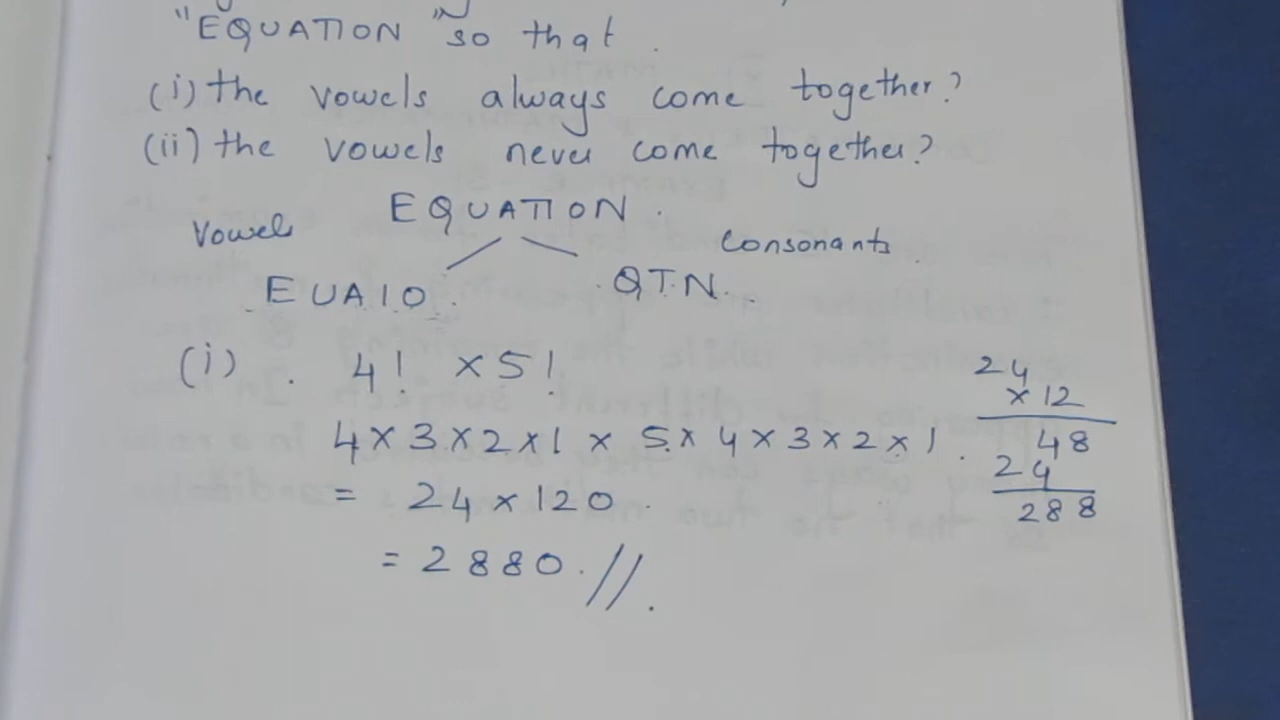 "EQUATION" so that.
(i) the vowels always come together?
(ii) the vowels never come together?
EQUATION.
Vowels
Consonants.
EUAIO.
QTN.
(i). 4! × 5!
4 × 3 × 2 × 1 × 5 × 4 × 3 × 2 × 1.
= 24 × 120.
= 2880. //.
24
× 12
48
24
288